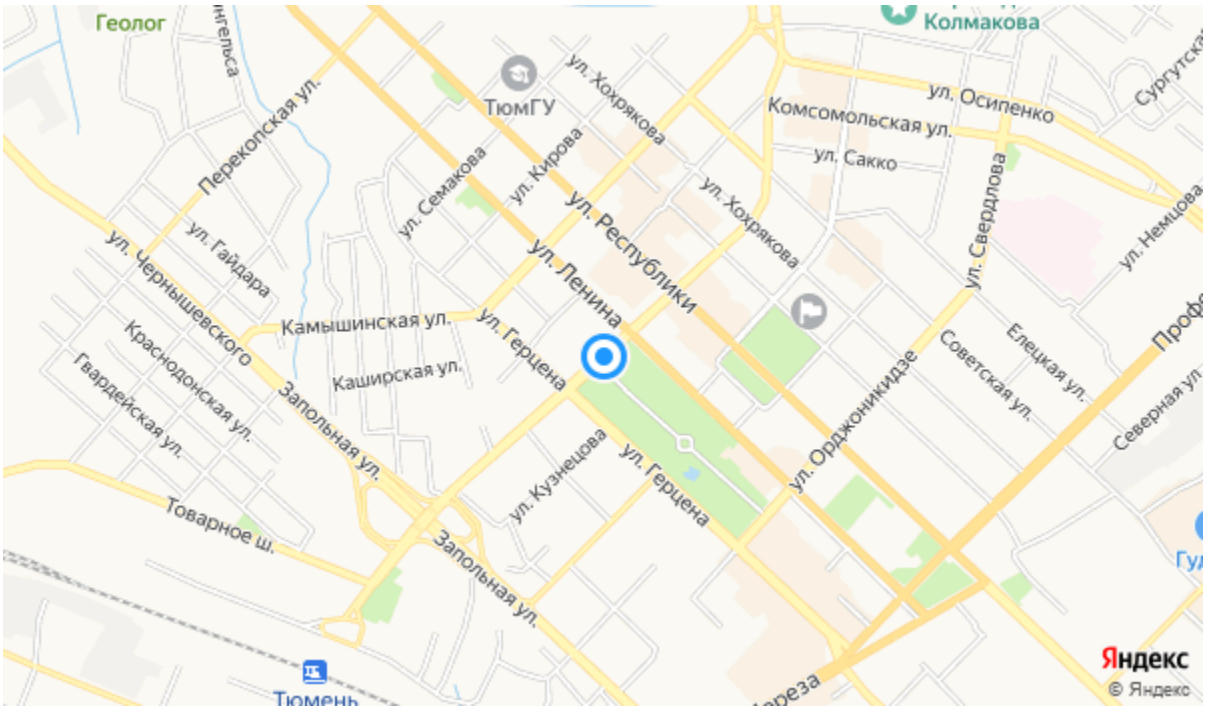 Геолог
Колмакова
Сургутская
ТюмГУ
ул. Хохрякова
ул. Осипенко
Комсомольская ул.
ул. Сакко
Перекопская ул.
ул. Семакова
ул. Кирова
ул. Хохрякова
ул. Свердлова
ул. Немцова
ул. Республики
ул. Ленина
ул. Гайдара
ул. Чернышевского
Камышинская ул.
ул. Герцена
Каширская ул.
Краснодонская ул.
Гвардейская ул.
Запольная ул.
ул. Кузнецова
ул. Герцена
ул. Орджоникидзе
Советская ул.
Елецкая ул.
Северная ул.
Товарное ш.
Запольная ул.
Тюмень
Яндекс
© Яндекс